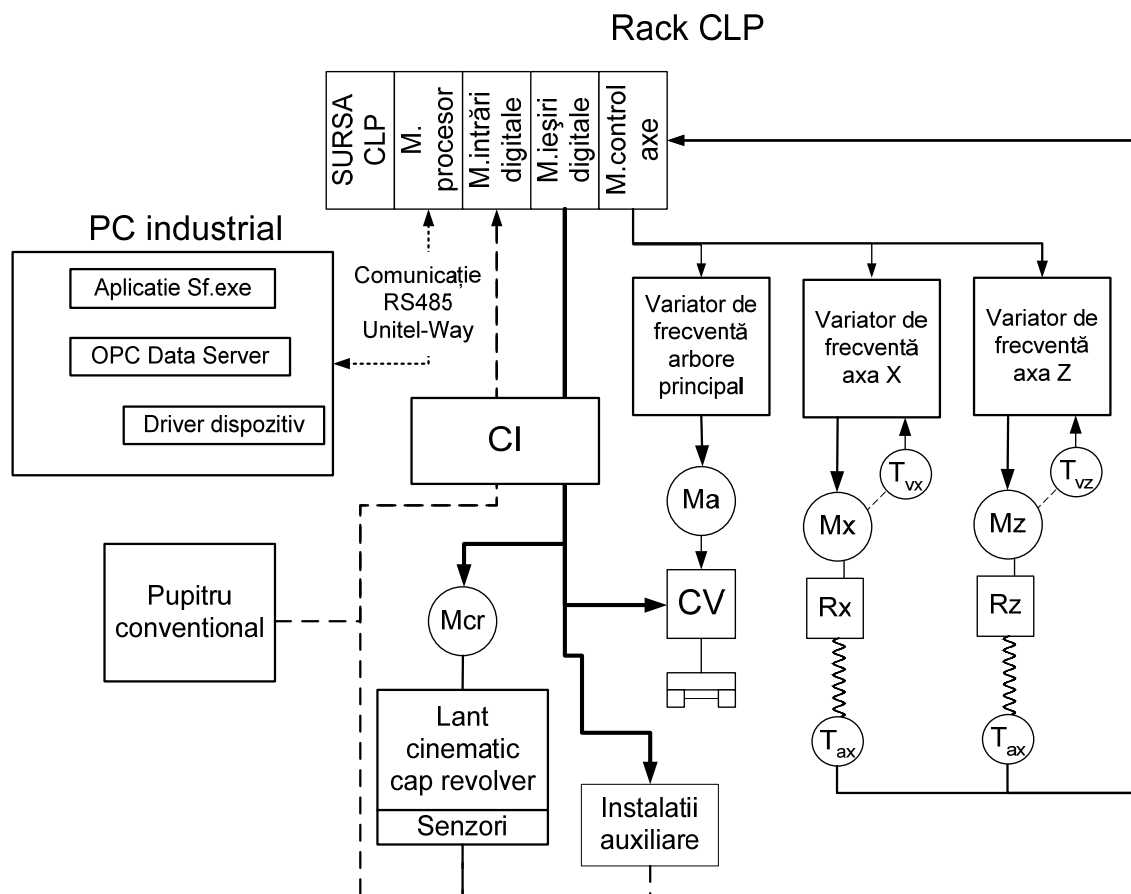 Rack CLP
SURSA
CLP
M.
procesor
M.intrări
digitale
M.ieşiri
digitale
M.control
axe
PC industrial
Aplicatie Sf.exe
OPC Data Server
Driver dispozitiv
Comunicaţie
RS485
Unitel-Way
Variator de
frecventă
arbore
principal
Variator de
frecventă
axa X
Variator de
frecventă
axa Z
CI
Ma
Tvx
Tvz
Mx
Mz
Pupitru
conventional
Mcr
CV
Rx
Rz
Lant
cinematic
cap revolver
Senzori
Tax
Tax
Instalatii
auxiliare